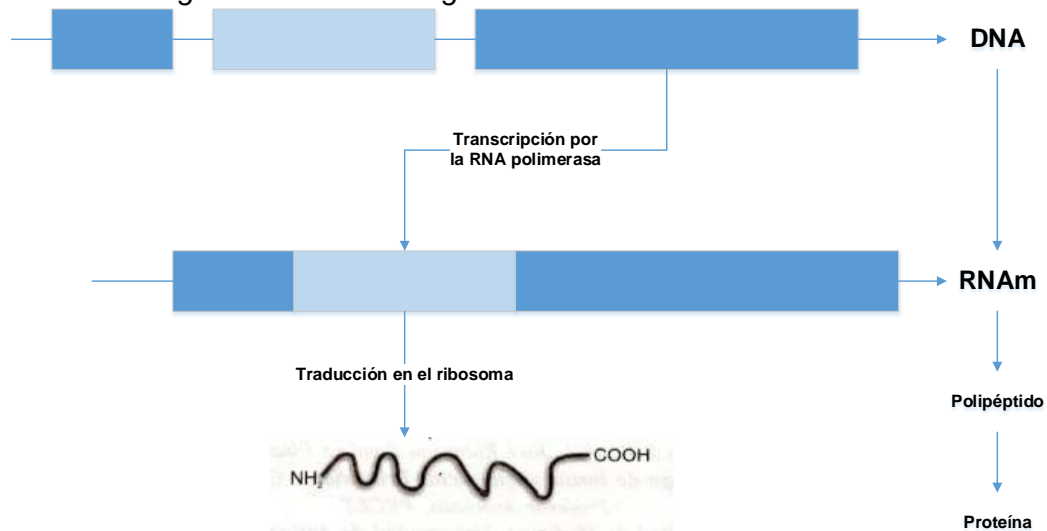 DNA
Transcripción por
la RNA polimerasa
RNAm
Traducción en el ribosoma
Polipéptido
NH2
COOH
Proteína